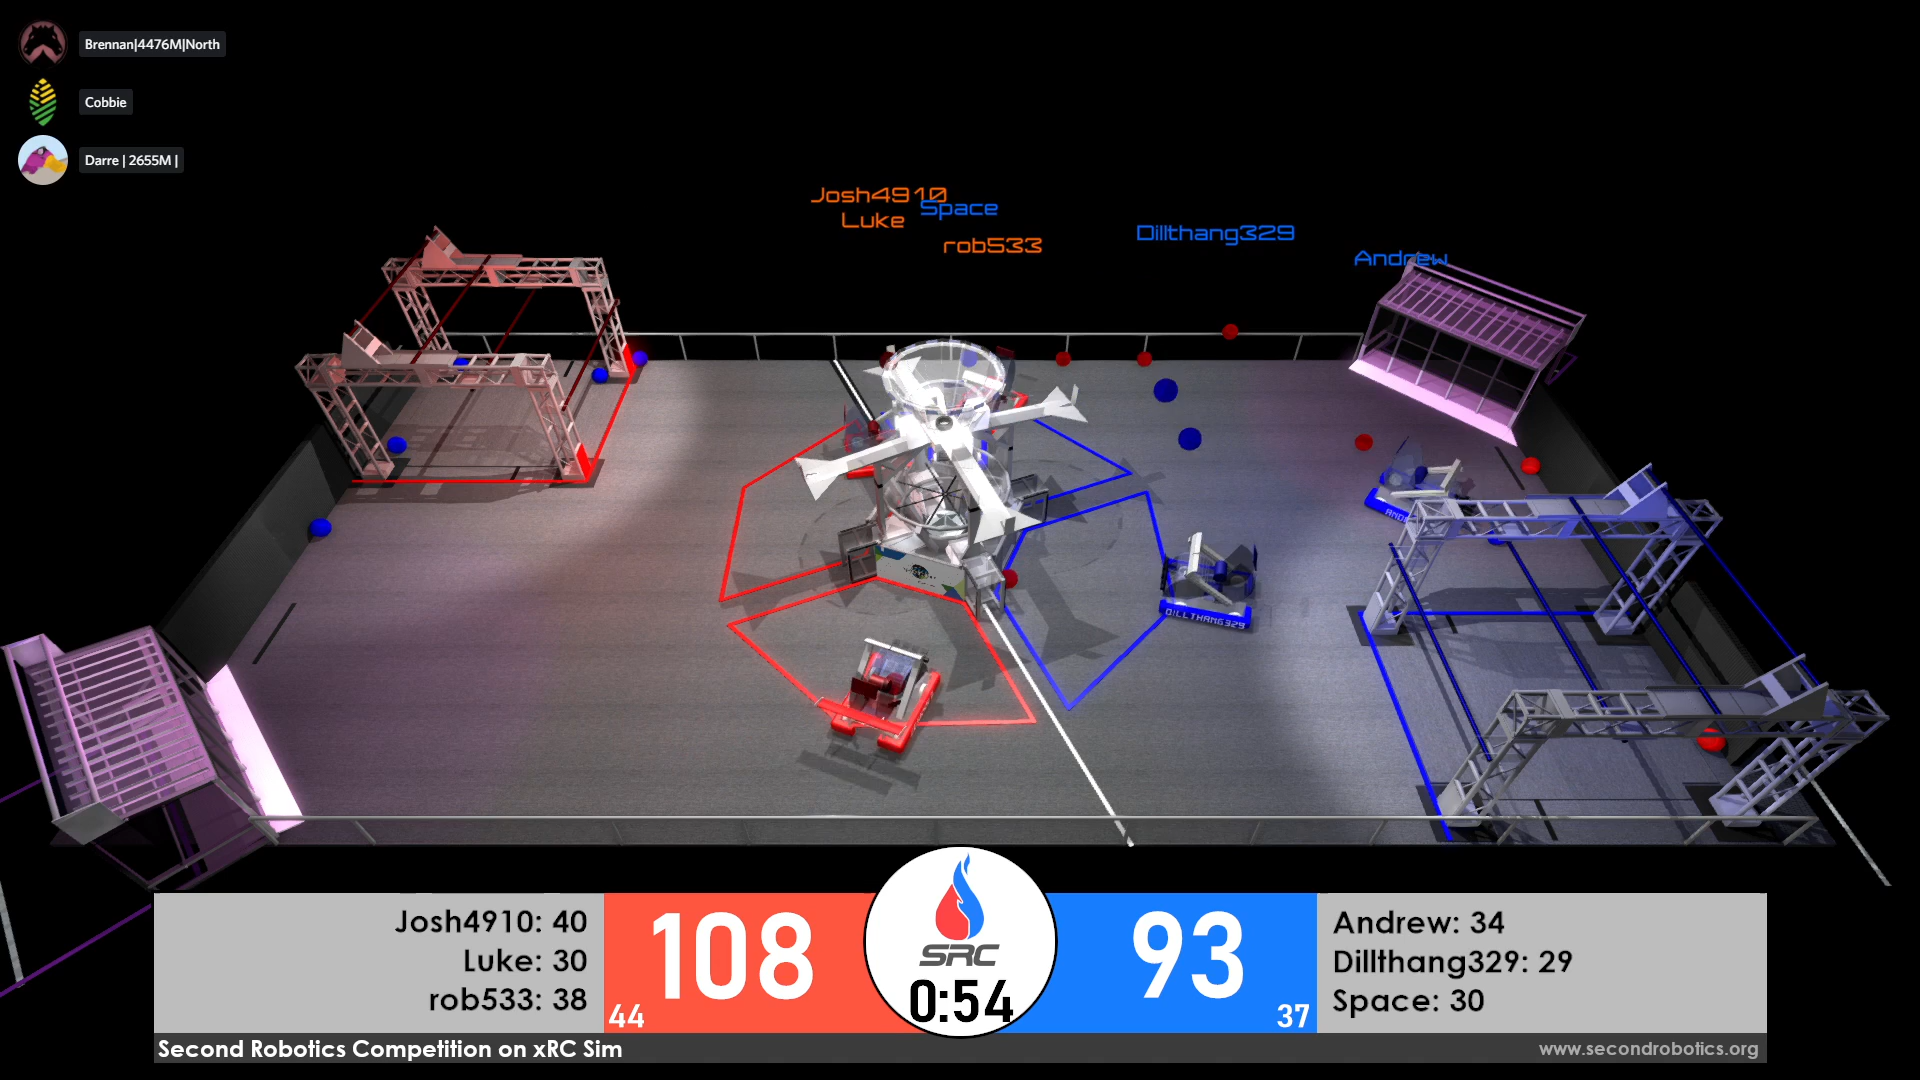 Brennan|4476M|North
Cobbie
Darre | 2655M |
Josh4910
Space
Luke
rob533
Dillthang329
Andrew
DILLTHANG329
Josh4910: 40
Luke: 30
rob533: 38
108
44
SRC
0:54
93
37
Andrew: 34
Dillthang329: 29
Space: 30
Second Robotics Competition on xRC Sim
www.secondrobotics.org